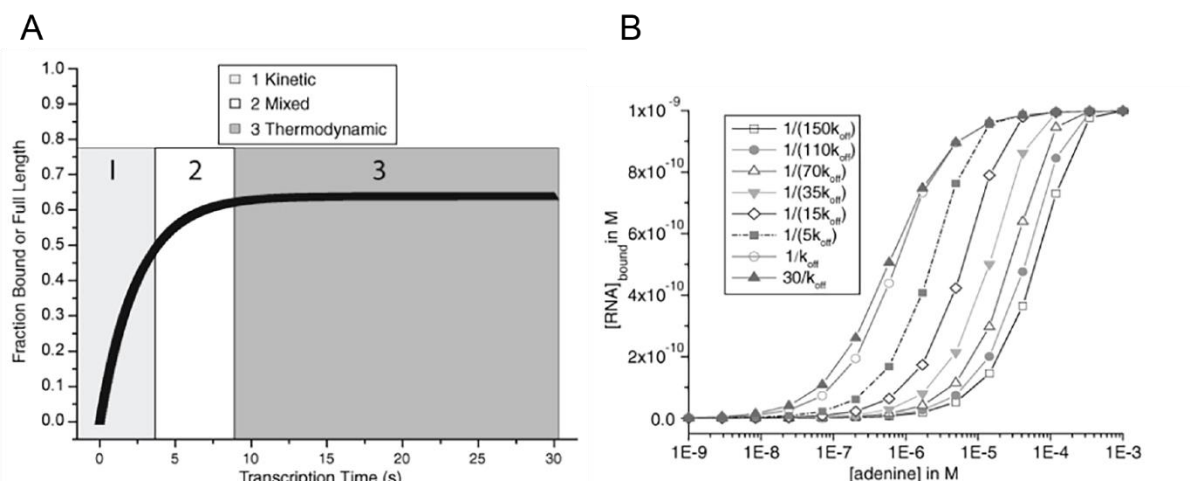 A
Fraction Bound or Full Length
1.0
0.9
0.8
0.7
0.6
0.5
0.4
0.3
0.2
0.1
0.0
1 Kinetic
2 Mixed
3 Thermodynamic
1
2
3
0
5
10
15
20
25
30
Transcription Time (s)
B
[RNA]bound in M
1x10⁻⁹
8x10⁻¹⁰
6x10⁻¹⁰
4x10⁻¹⁰
2x10⁻¹⁰
0.0
1/(150koff)
1/(110koff)
1/(70koff)
1/(35koff)
1/(15koff)
1/(5koff)
1/koff
30/koff
1E-9
1E-8
1E-7
1E-6
1E-5
1E-4
1E-3
[adenine] in M